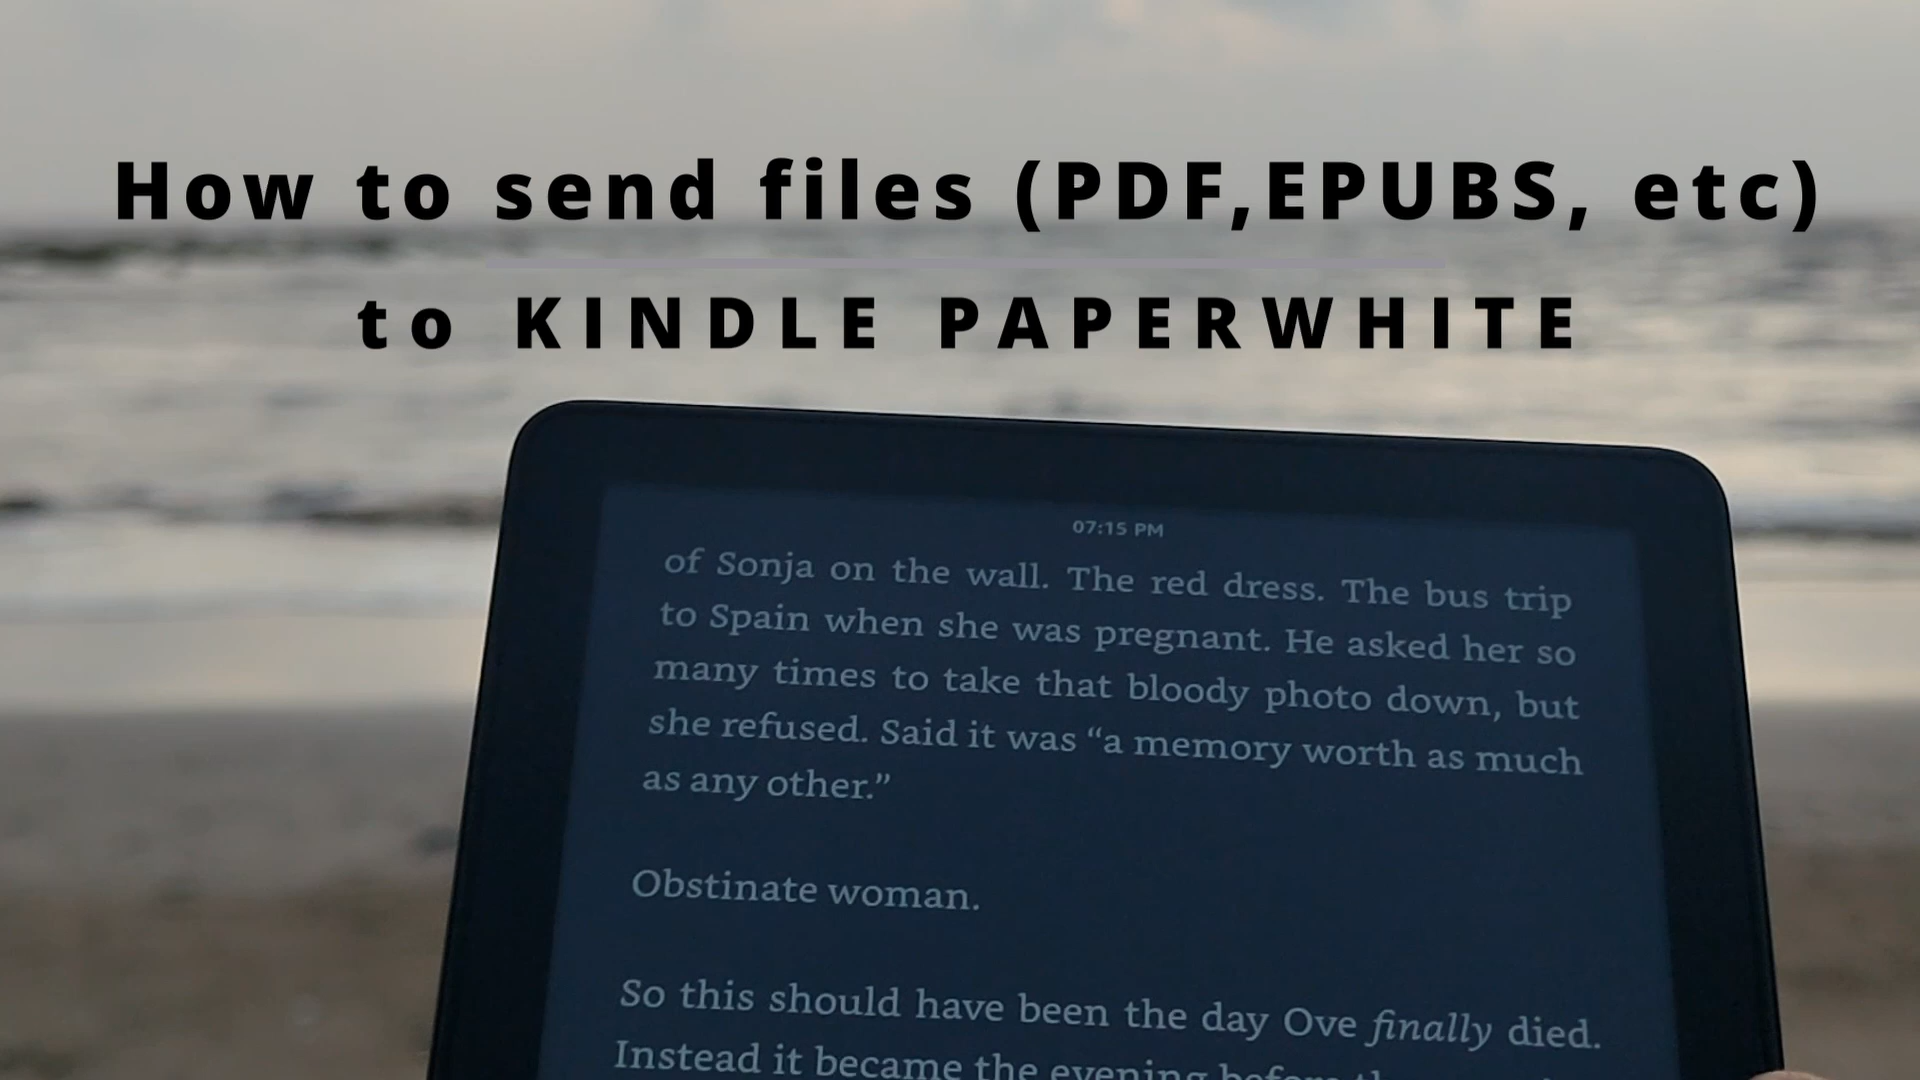 How to send files (PDF,EPUBS, etc)
to KINDLE PAPERWHITE
07:15 PM
of Sonja on the wall. The red dress. The bus trip
to Spain when she was pregnant. He asked her so
many times to take that bloody photo down, but
she refused. Said it was “a memory worth as much
as any other.”
Obstinate woman.
So this should have been the day Ove finally died.
Instead it became the evening before